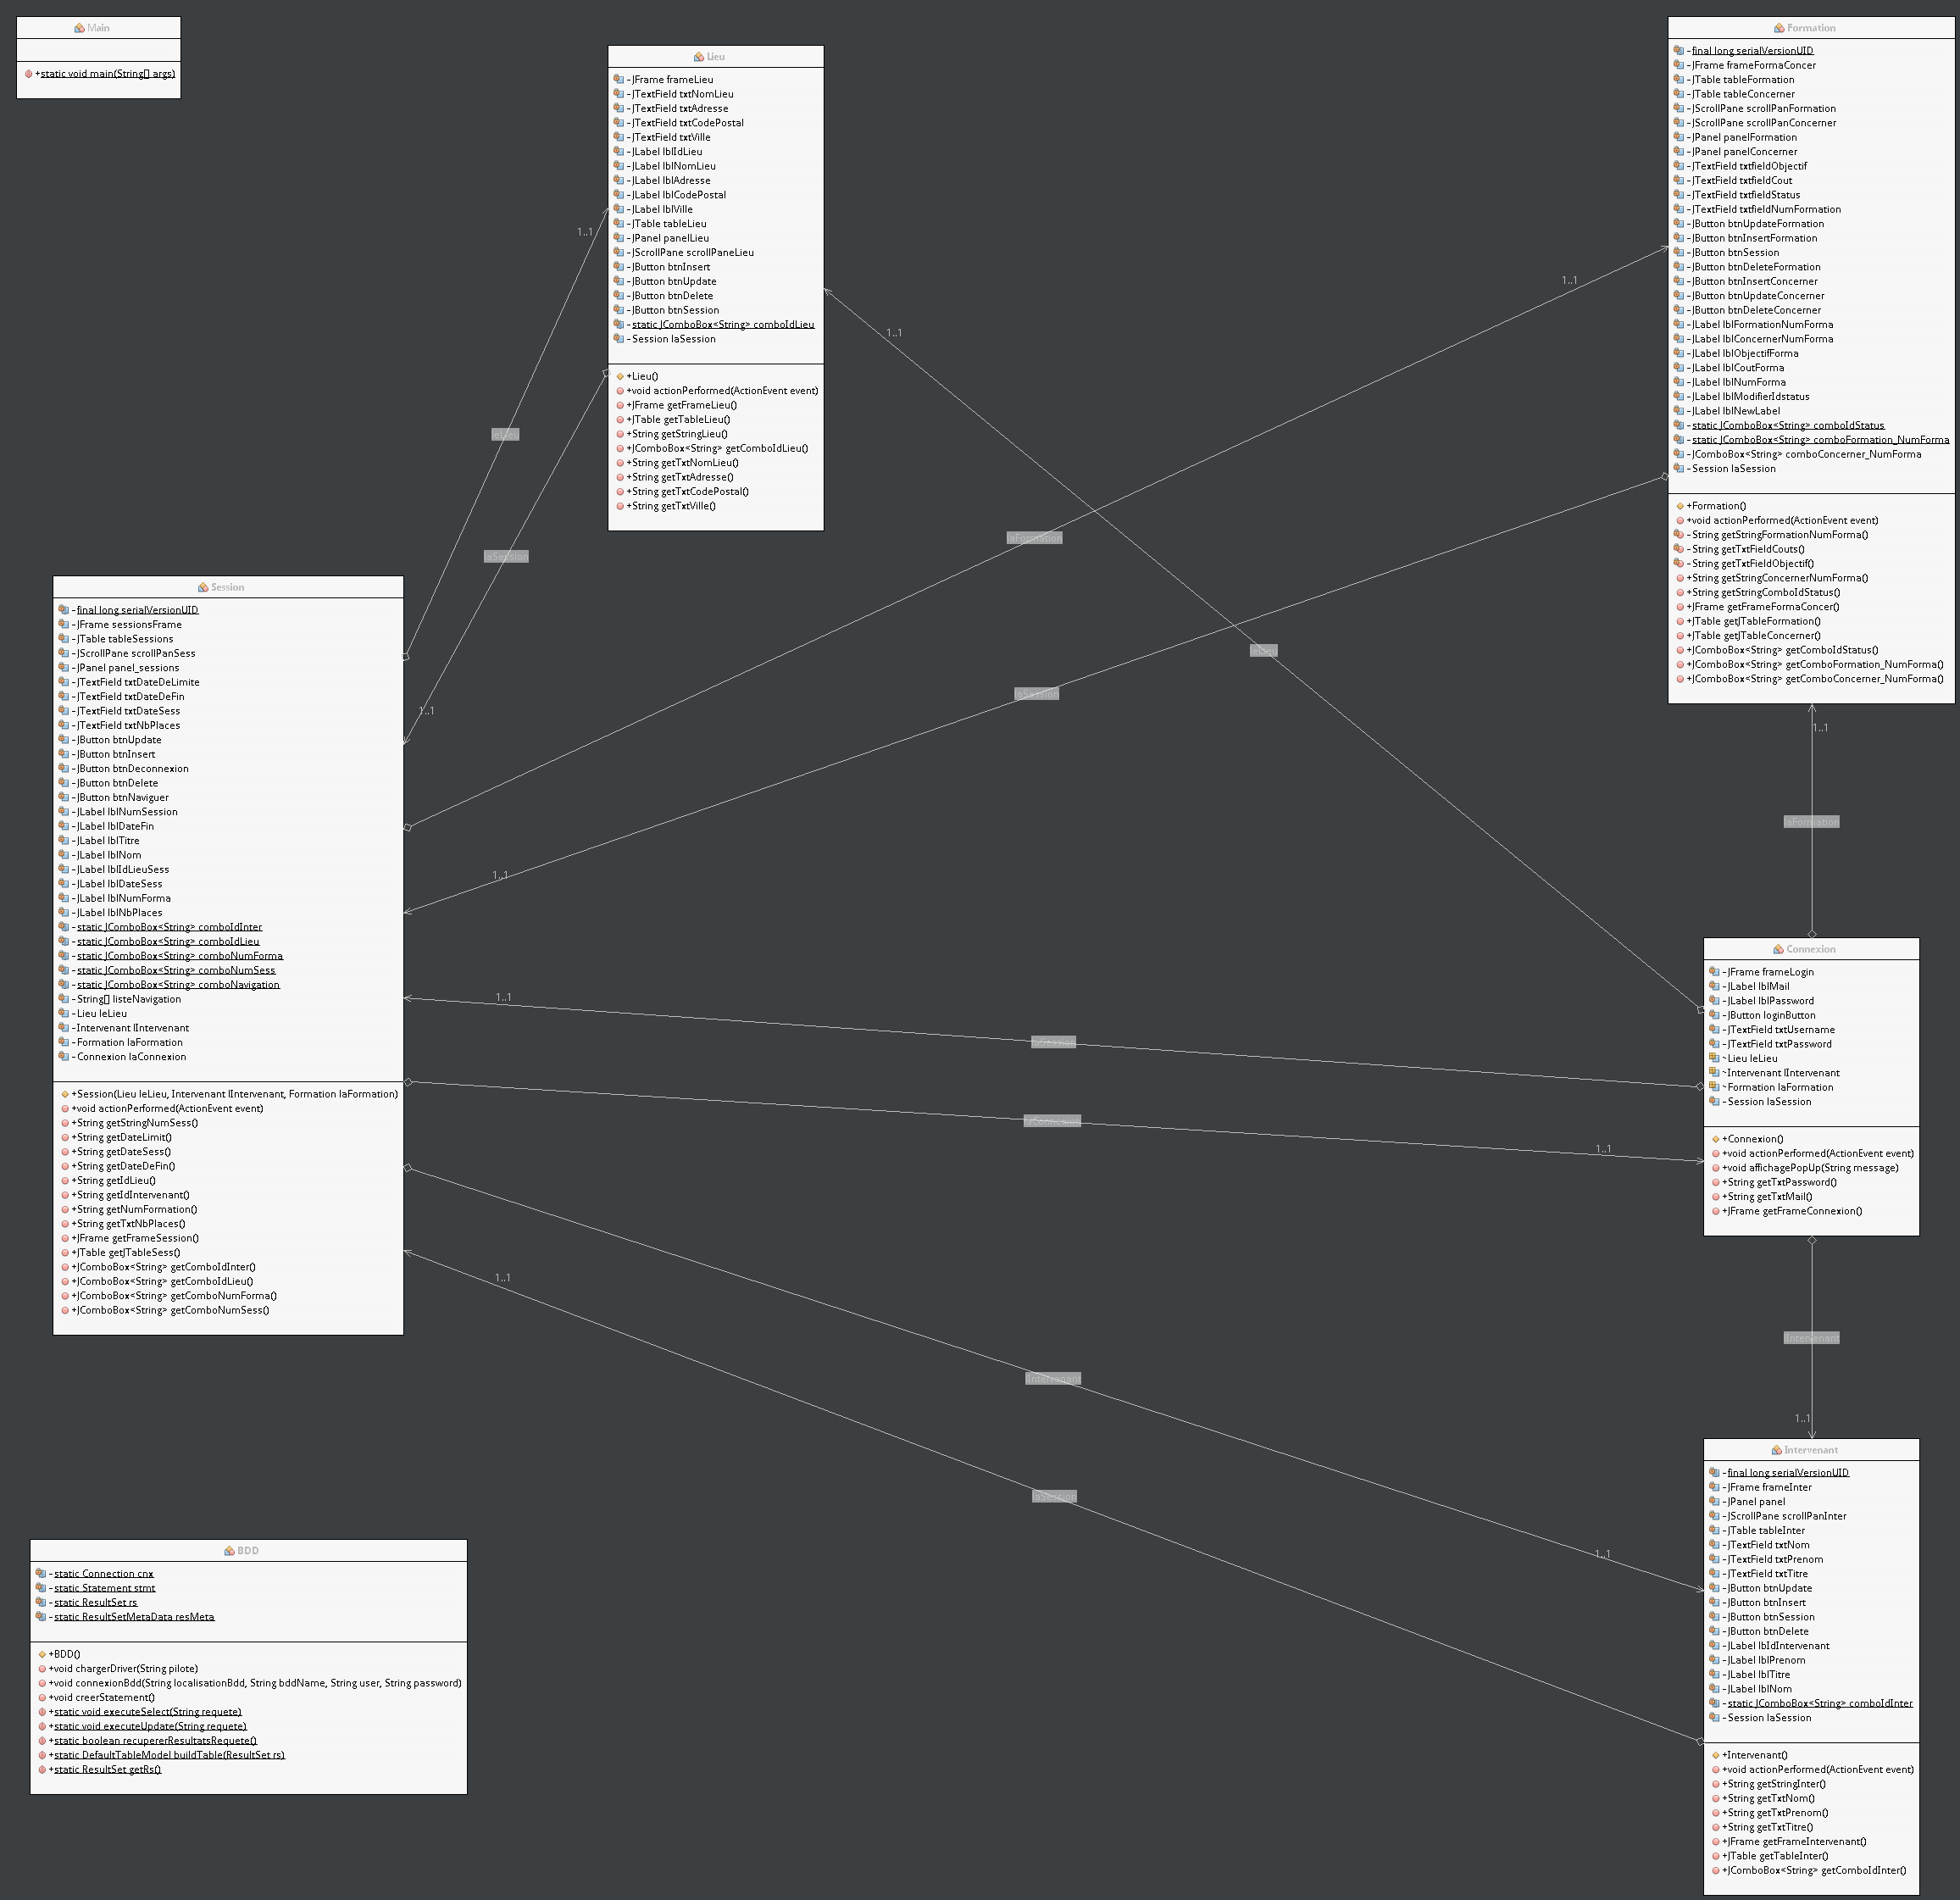 Main
+static void main(String[] args)
Lieu
-JFrame frameLieu
-JTextField txtNomLieu
-JTextField txtAdresse
-JTextField txtCodePostal
-JTextField txtVille
-JLabel lblIdLieu
-JLabel lblNomLieu
-JLabel lblAdresse
-JLabel lblCodePostal
-JLabel lblVille
-JTable tableLieu
-JPanel panelLieu
-JScrollPane scrollPaneLieu
-JButton btnInsert
-JButton btnUpdate
-JButton btnDelete
-JButton btnSession
-static JComboBox<String> comboIdLieu
-Session laSession
+Lieu()
+void actionPerformed(ActionEvent event)
+JFrame getFrameLieu()
+JTable getTableLieu()
+String getStringLieu()
+JComboBox<String> getComboIdLieu()
+String getTxtNomLieu()
+String getTxtAdresse()
+String getTxtCodePostal()
+String getTxtVille()
Formation
-final long serialVersionUID
-JFrame frameFormaConcer
-JTable tableFormation
-JTable tableConcerner
-JScrollPane scrollPanFormation
-JScrollPane scrollPanConcerner
-JPanel panelFormation
-JPanel panelConcerner
-JTextField txtfieldObjectif
-JTextField txtfieldCout
-JTextField txtfieldStatus
-JTextField txtfieldNumFormation
-JButton btnUpdateFormation
-JButton btnInsertFormation
-JButton btnSession
-JButton btnDeleteFormation
-JButton btnInsertConcerner
-JButton btnUpdateConcerner
-JButton btnDeleteConcerner
-JLabel lblFormationNumForma
-JLabel lblConcernerNumForma
-JLabel lblObjectifForma
-JLabel lblCoutForma
-JLabel lblNumForma
-JLabel lblModifierIdstatus
-JLabel lblNewLabel
-static JComboBox<String> comboIdStatus
-static JComboBox<String> comboFormation_NumForma
-JComboBox<String> comboConcerner_NumForma
-Session laSession
+Formation()
+void actionPerformed(ActionEvent event)
-String getStringFormationNumForma()
-String getTxtFieldCouts()
-String getTxtFieldObjectif()
+String getStringConcernerNumForma()
+String getStringComboIdStatus()
+JFrame getFrameFormaConcer()
+JTable getJTableFormation()
+JTable getJTableConcerner()
+JComboBox<String> getComboIdStatus()
+JComboBox<String> getComboFormation_NumForma()
+JComboBox<String> getComboConcerner_NumForma()
1..1
1..1
1..1
leLieu
laSession
laFormation
leLieu
laSession
1..1
1..1
laFormation
1..1
Session
-final long serialVersionUID
-JFrame sessionsFrame
-JTable tableSessions
-JScrollPane scrollPanSess
-JPanel panel_sessions
-JTextField txtDateDeLimite
-JTextField txtDateDeFin
-JTextField txtDateSess
-JTextField txtNbPlaces
-JButton btnUpdate
-JButton btnInsert
-JButton btnDeconnexion
-JButton btnDelete
-JButton btnNaviguer
-JLabel lblNumSession
-JLabel lblDateFin
-JLabel lblTitre
-JLabel lblNom
-JLabel lblIdLieuSess
-JLabel lblDateSess
-JLabel lblNumForma
-JLabel lblNbPlaces
-static JComboBox<String> comboIdInter
-static JComboBox<String> comboIdLieu
-static JComboBox<String> comboNumForma
-static JComboBox<String> comboNumSess
-static JComboBox<String> comboNavigation
-String[] listeNavigation
-Lieu leLieu
-Intervenant lIntervenant
-Formation laFormation
-Connexion laConnexion
+Session(Lieu leLieu, Intervenant lIntervenant, Formation laFormation)
+void actionPerformed(ActionEvent event)
+String getStringNumSess()
+String getDateLimit()
+String getDateSess()
+String getDateDeFin()
+String getIdLieu()
+String getIdIntervenant()
+String getNumFormation()
+String getTxtNbPlaces()
+JFrame getFrameSession()
+JTable getJTableSess()
+JComboBox<String> getComboIdInter()
+JComboBox<String> getComboIdLieu()
+JComboBox<String> getComboNumForma()
+JComboBox<String> getComboNumSess()
Connexion
-JFrame frameLogin
-JLabel lblMail
-JLabel lblPassword
-JButton loginButton
-JTextField txtUsername
-JTextField txtPassword
~Lieu leLieu
~Intervenant lIntervenant
~Formation laFormation
-Session laSession
+Connexion()
+void actionPerformed(ActionEvent event)
+void affichagePopUp(String message)
+String getTxtPassword()
+String getTxtMail()
+JFrame getFrameConnexion()
1..1
laSession
laConnexion
1..1
1..1
lIntervenant
lIntervenant
1..1
laSession
1..1
BDD
-static Connection cnx
-static Statement stmt
-static ResultSet rs
-static ResultSetMetaData resMeta
+BDD()
+void chargerDriver(String pilote)
+void connexionBdd(String localisationBdd, String bddName, String user, String password)
+void creerStatement()
+static void executeSelect(String requete)
+static void executeUpdate(String requete)
+static boolean recupererResultatsRequete()
+static DefaultTableModel buildTable(ResultSet rs)
+static ResultSet getRs()
Intervenant
-final long serialVersionUID
-JFrame frameInter
-JPanel panel
-JScrollPane scrollPanInter
-JTable tableInter
-JTextField txtNom
-JTextField txtPrenom
-JTextField txtTitre
-JButton btnUpdate
-JButton btnInsert
-JButton btnSession
-JButton btnDelete
-JLabel lbIdIntervenant
-JLabel lblPrenom
-JLabel lblTitre
-JLabel lblNom
-static JComboBox<String> comboIdInter
-Session laSession
+Intervenant()
+void actionPerformed(ActionEvent event)
+String getStringInter()
+String getTxtNom()
+String getTxtPrenom()
+String getTxtTitre()
+JFrame getFrameIntervenant()
+JTable getTableInter()
+JComboBox<String> getComboIdInter()